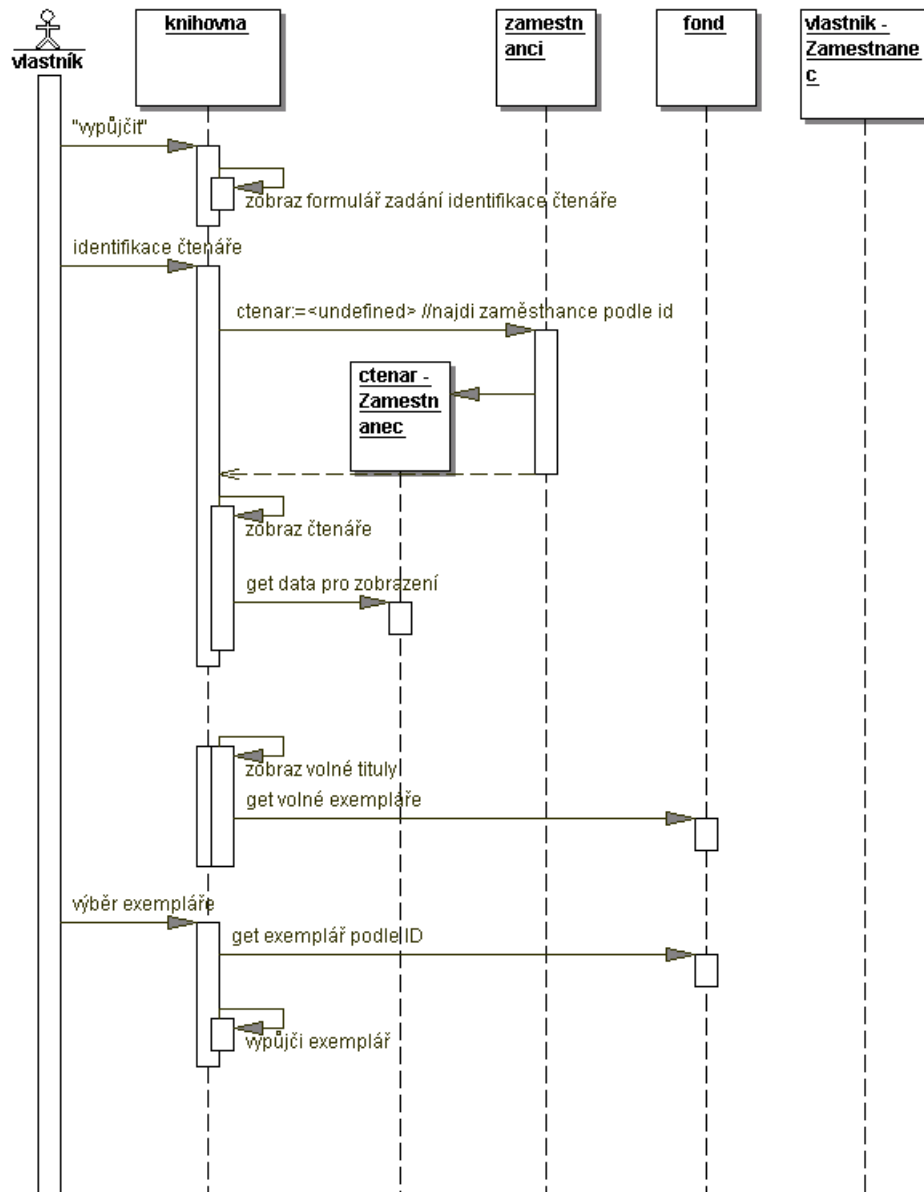 vlastník
knihovna
zamestn
anci
fond
vlastnik -
Zamestnane
c
"vypůjčit"
zobraz formulář zadání identifikace čtenáře
identifikace čtenáře
ctenar:=<undefined> //najdi zaměstnance podle id
ctenar -
Zamestn
anec
zobraz čtenáře
get data pro zobrazení
zobraz volné tituly
get volné exempláře
výběr exempláře
get exemplář podle ID
vypůjči exemplář